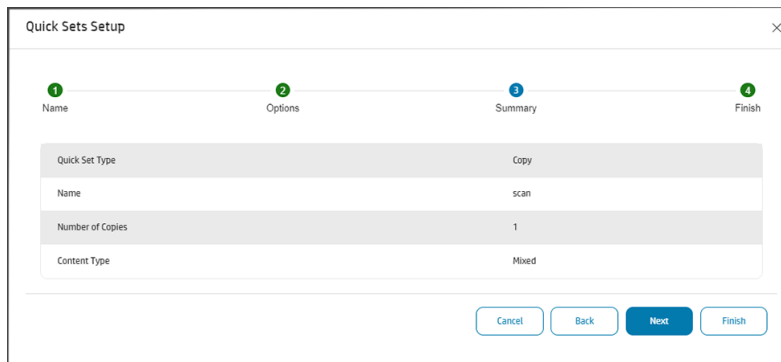 Quick Sets Setup
1 2 3 4
Name Options Summary Finish
Quick Set Type Copy
Name scan
Number of Copies 1
Content Type Mixed
Cancel Back Next Finish